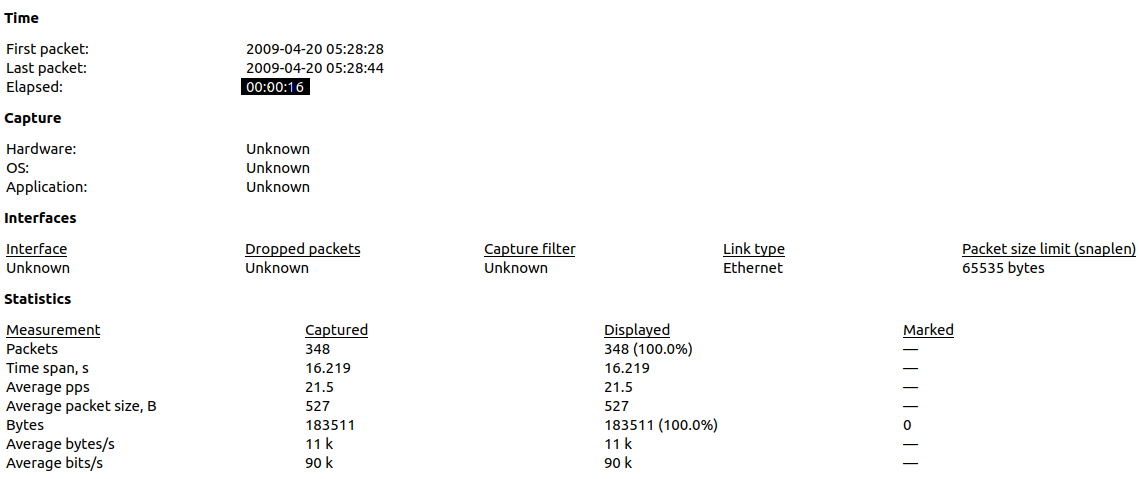 Time
First packet: 2009-04-20 05:28:28
Last packet: 2009-04-20 05:28:44
Elapsed: 00:00:16
Capture
Hardware: Unknown
OS: Unknown
Application: Unknown
Interfaces
Interface Dropped packets Capture filter Link type Packet size limit (snaplen)
Unknown Unknown Unknown Ethernet 65535 bytes
Statistics
Measurement Captured Displayed Marked
Packets 348 348 (100.0%) —
Time span, s 16.219 16.219 —
Average pps 21.5 21.5 —
Average packet size, B 527 527 —
Bytes 183511 183511 (100.0%) 0
Average bytes/s 11 k 11 k —
Average bits/s 90 k 90 k —